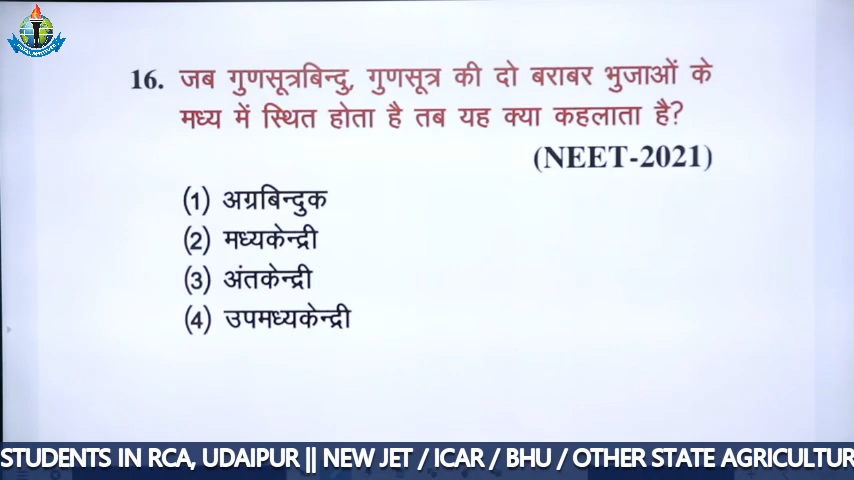 16. जब गुणसूत्रबिन्दु, गुणसूत्र की दो बराबर भुजाओं के
मध्य में स्थित होता है तब यह क्या कहलाता है?
(NEET-2021)
(1) अग्रबिन्दुक
(2) मध्यकेन्द्री
(3) अंतकेन्द्री
(4) उपमध्यकेन्द्री
STUDENTS IN RCA, UDAIPUR || NEW JET / ICAR / BHU / OTHER STATE AGRICULTUR